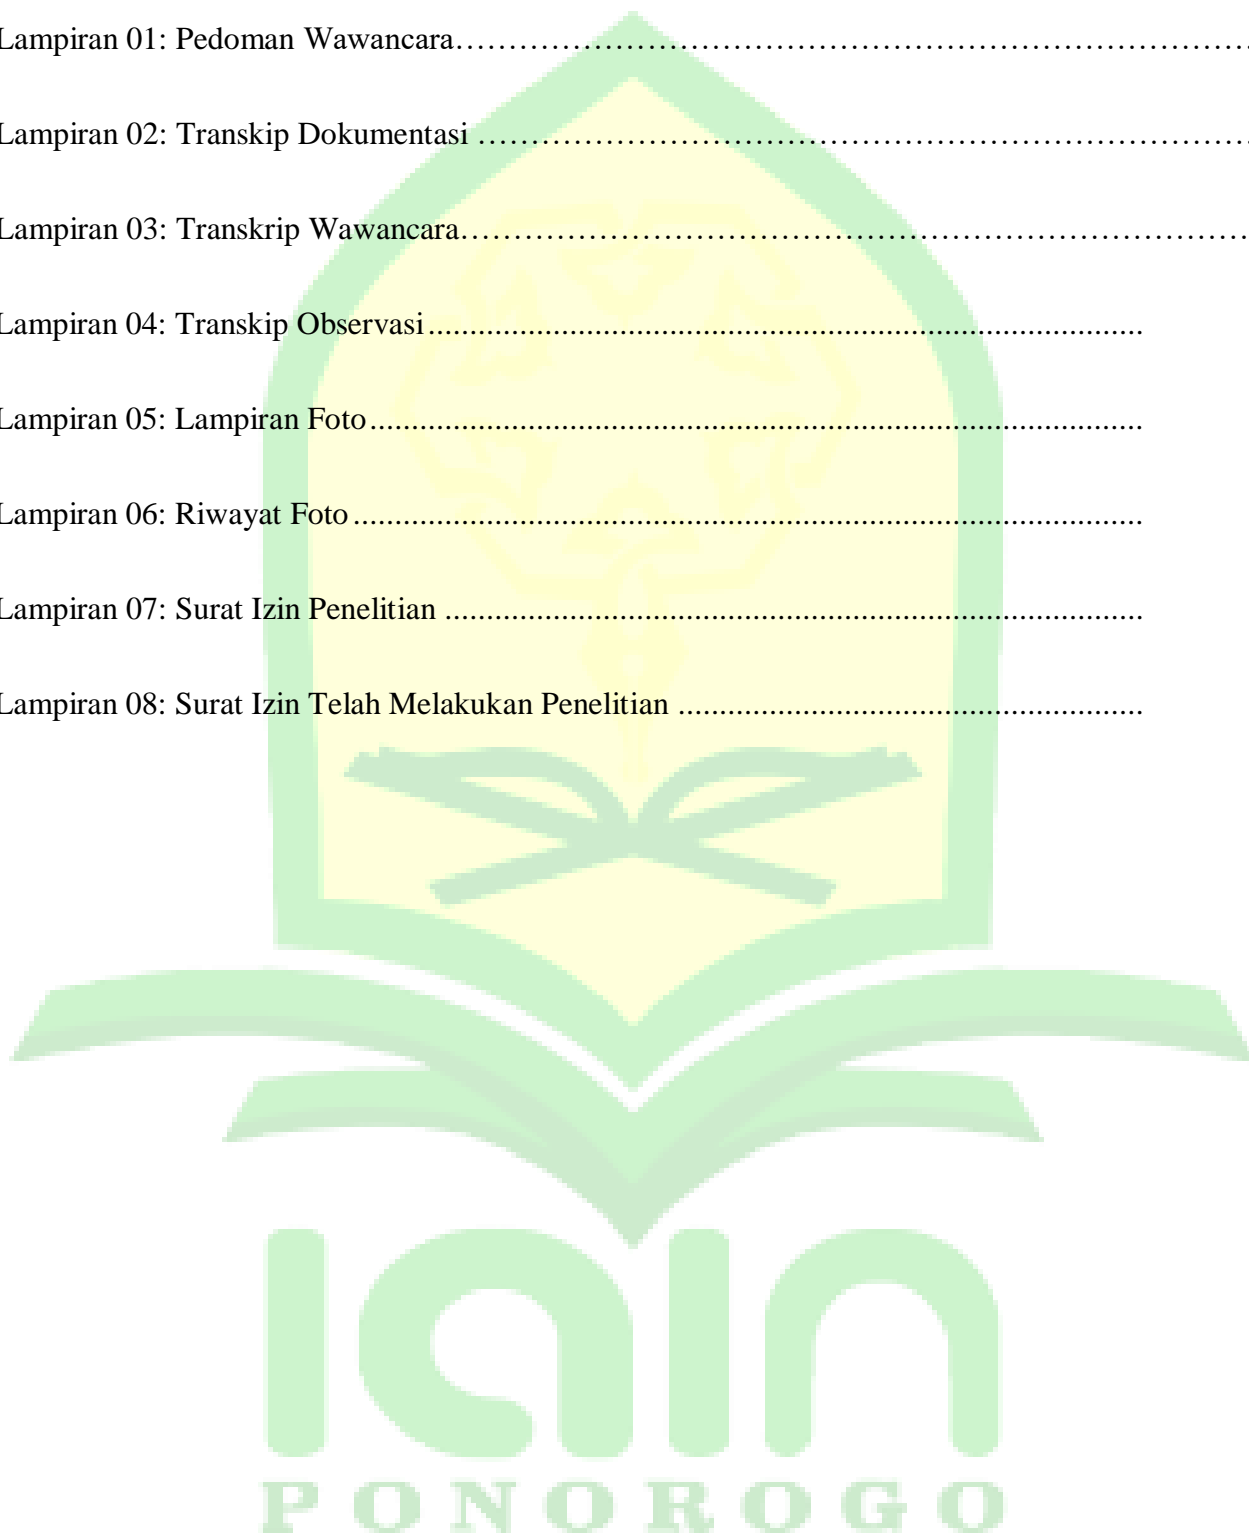 Lampiran 01: Pedoman Wawancara……………………………………………………………………
Lampiran 02: Transkip Dokumentasi ……………………………………………………………………
Lampiran 03: Transkrip Wawancara……………………………………………………………………
Lampiran 04: Transkip Observasi......................................................................................
Lampiran 05: Lampiran Foto.............................................................................................
Lampiran 06: Riwayat Foto...............................................................................................
Lampiran 07: Surat Izin Penelitian ....................................................................................
Lampiran 08: Surat Izin Telah Melakukan Penelitian ........................................................
iain
PONOROGO